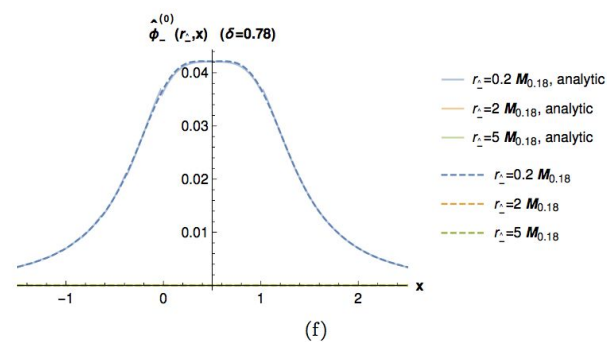 ϕ̂₋⁽⁰⁾ (r₋̂,x) (δ=0.78)
0.04
0.03
0.02
0.01
-1 0 1 2 x
r₋̂=0.2 M₀.₁₈, analytic
r₋̂=2 M₀.₁₈, analytic
r₋̂=5 M₀.₁₈, analytic
r₋̂=0.2 M₀.₁₈
r₋̂=2 M₀.₁₈
r₋̂=5 M₀.₁₈
(f)